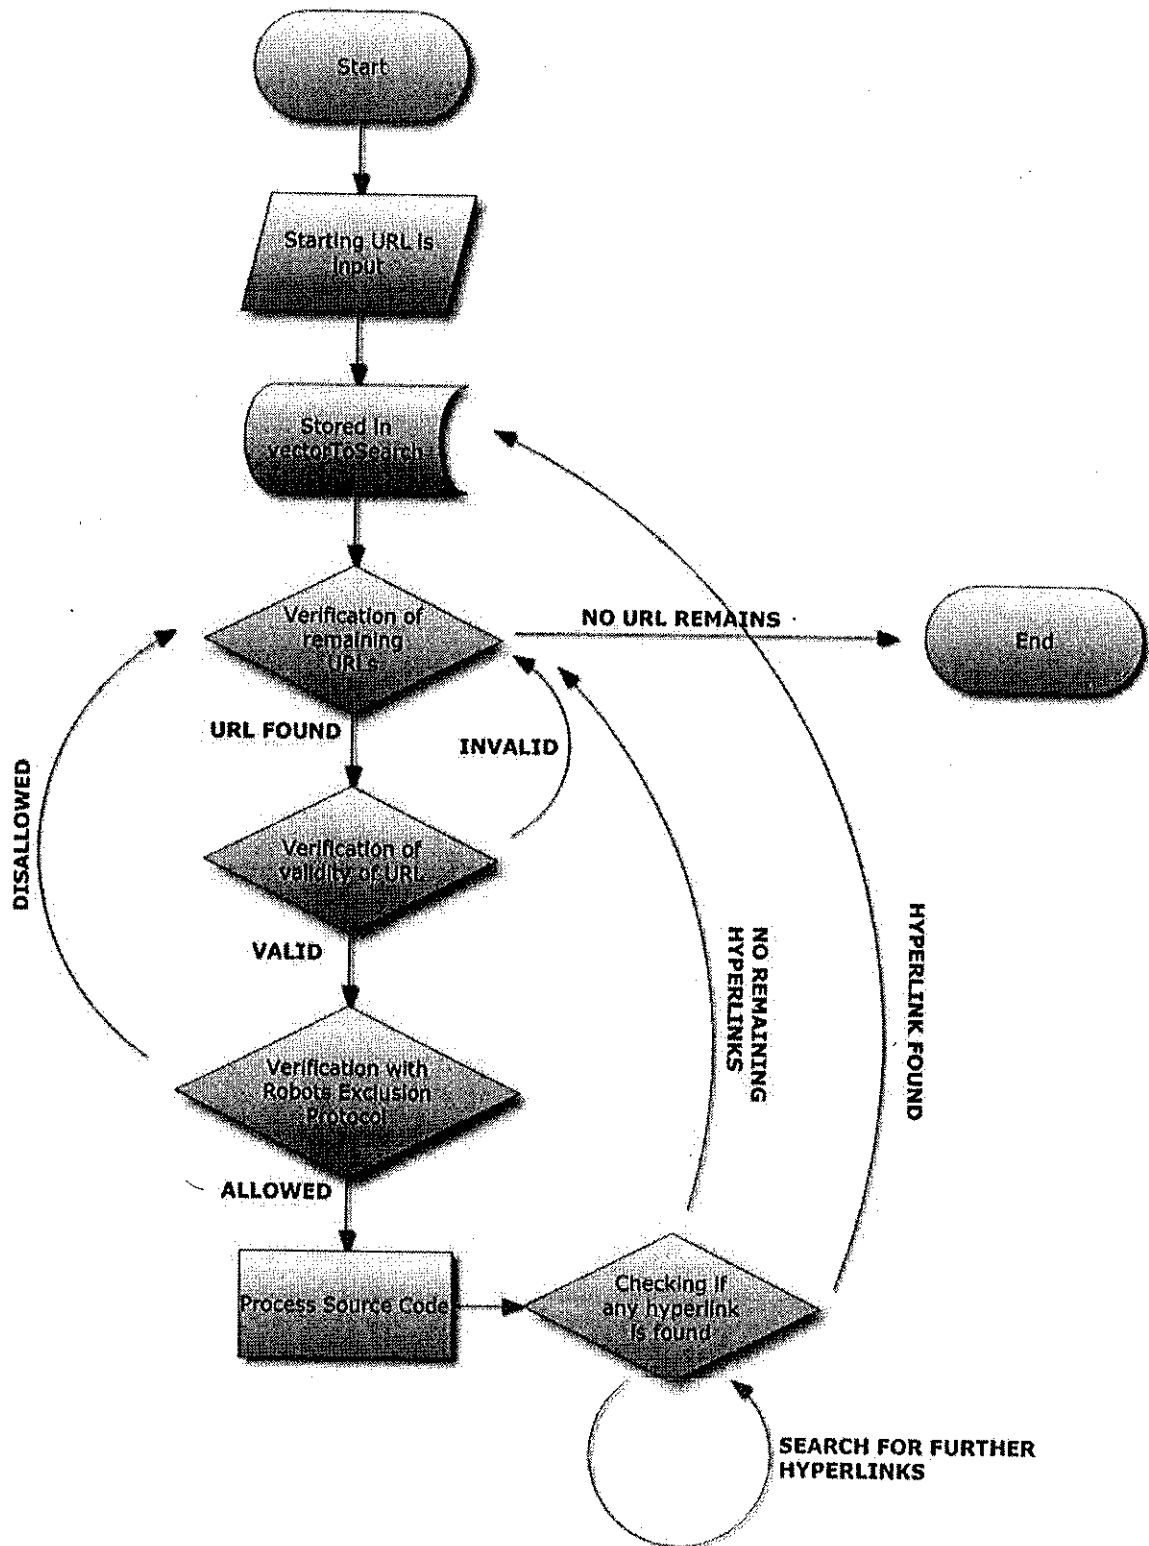 Start
Starting URL is
Input
Stored in
vectorToSearch
Verification of
remaining
URLs
NO URL REMAINS
End
URL FOUND
INVALID
DISALLOWED
Verification of
validity of URL
VALID
NO REMAINING
HYPERLINKS
HYPERLINK FOUND
Verification with
Robots Exclusion
Protocol
ALLOWED
Process Source Code
Checking if
any hyperlink
is found
SEARCH FOR FURTHER
HYPERLINKS